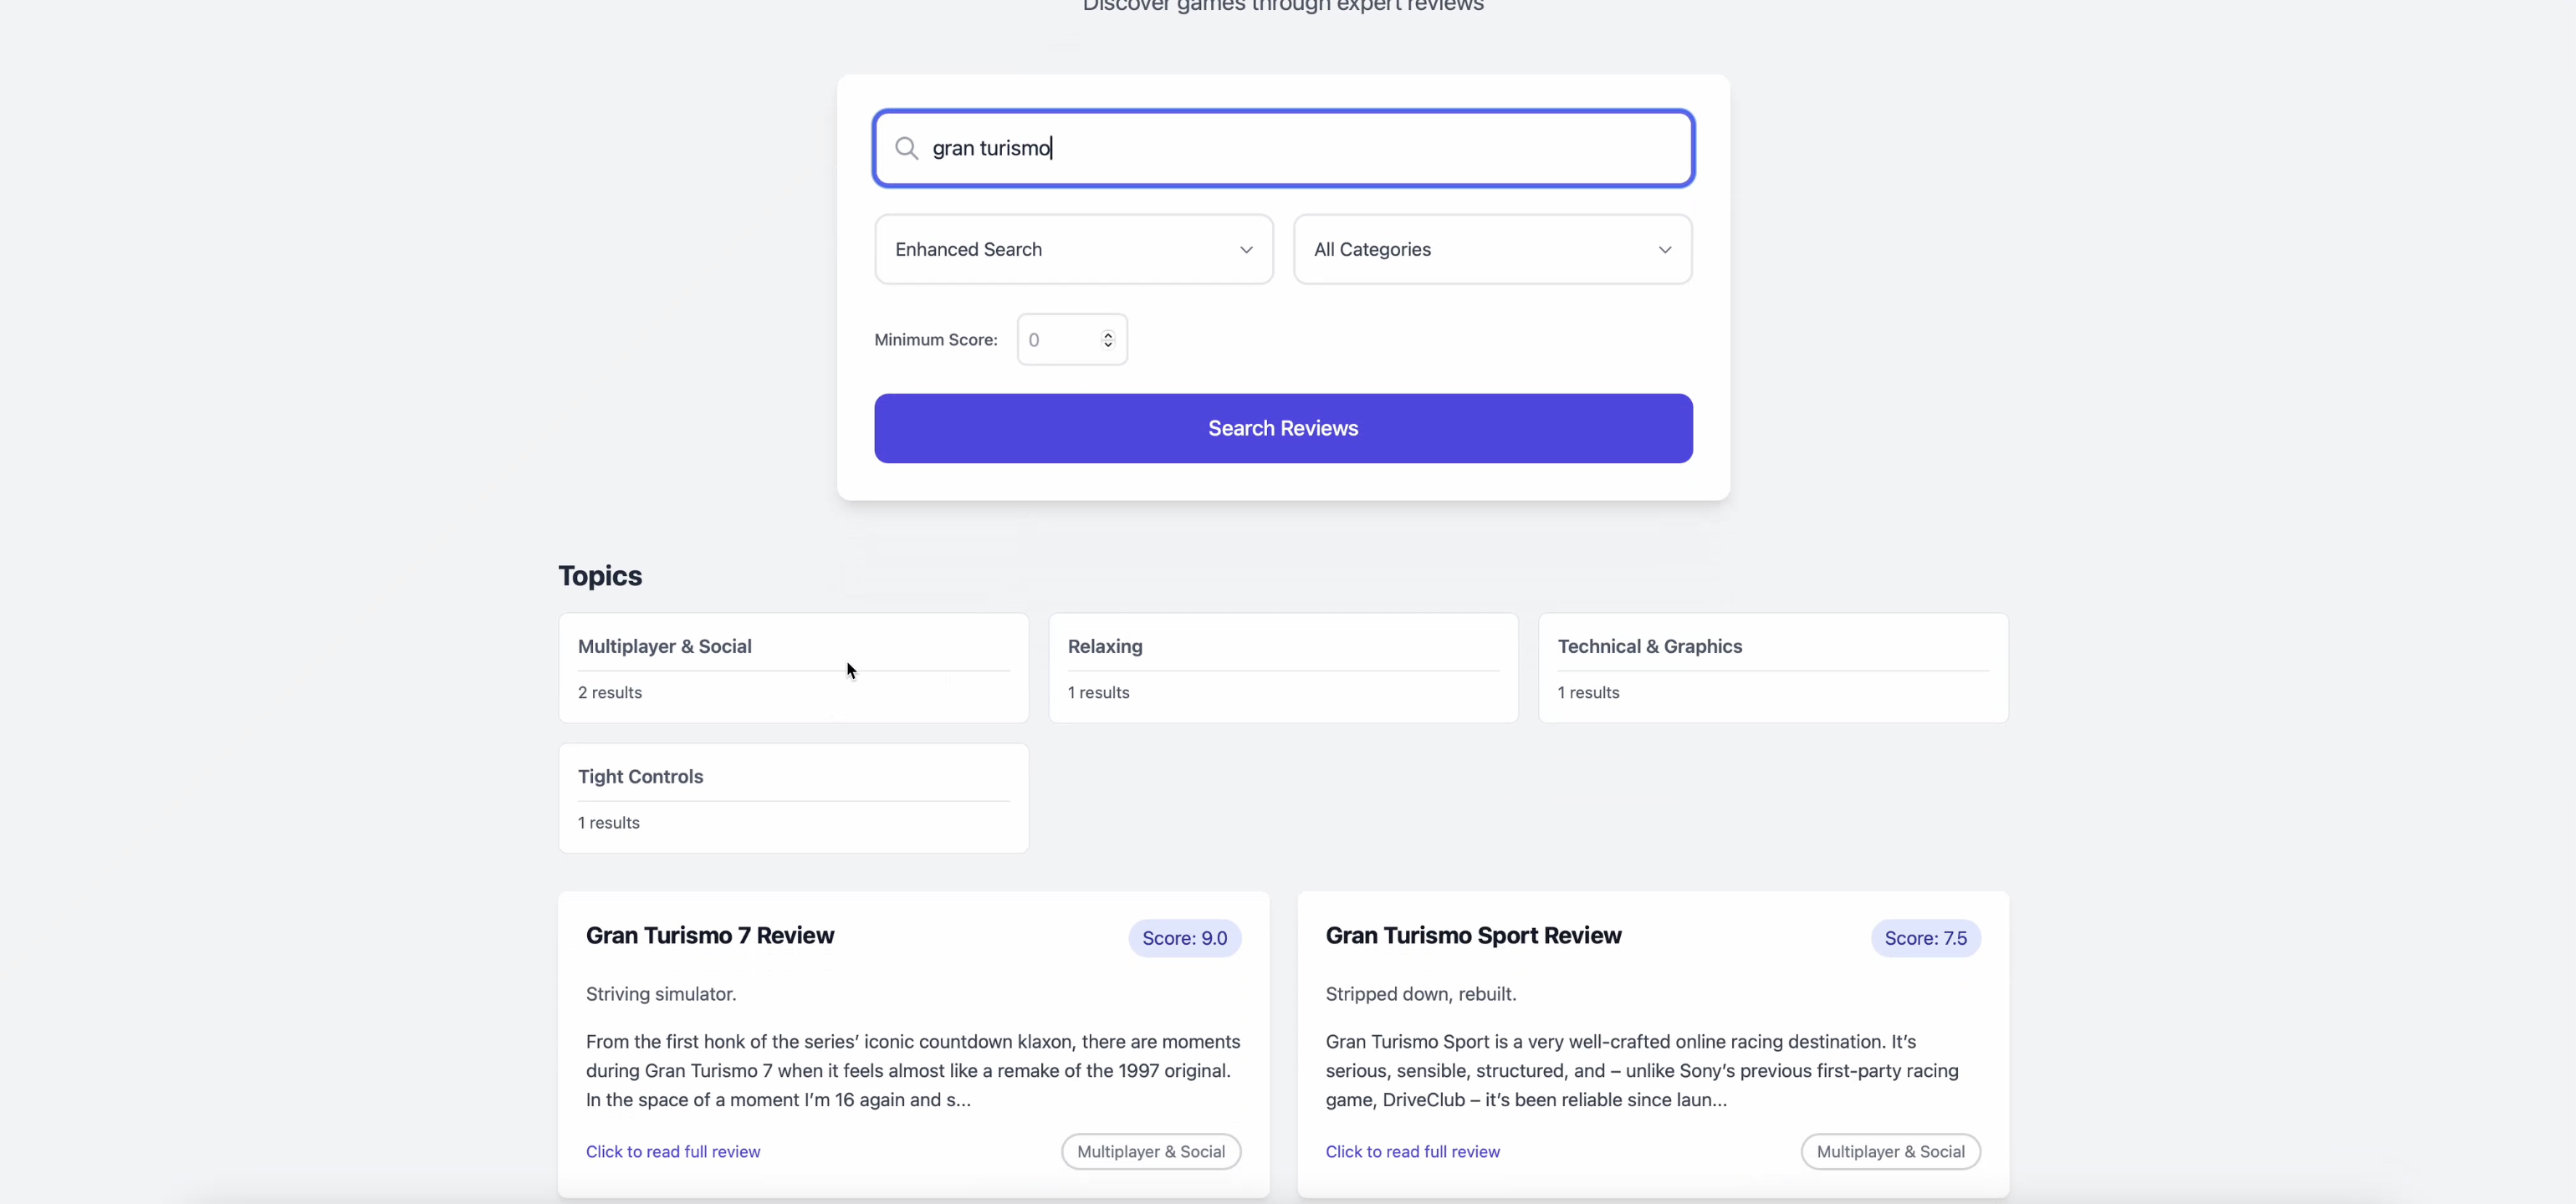 Discover games through expert reviews
gran turismo
Enhanced Search
All Categories
Minimum Score:
0
Search Reviews
Topics
Multiplayer & Social
2 results
Relaxing
1 results
Technical & Graphics
1 results
Tight Controls
1 results
Gran Turismo 7 Review
Score: 9.0
Striving simulator.
From the first honk of the series’ iconic countdown klaxon, there are moments
during Gran Turismo 7 when it feels almost like a remake of the 1997 original.
In the space of a moment I’m 16 again and s...
Click to read full review
Multiplayer & Social
Gran Turismo Sport Review
Score: 7.5
Stripped down, rebuilt.
Gran Turismo Sport is a very well-crafted online racing destination. It’s
serious, sensible, structured, and – unlike Sony’s previous first-party racing
game, DriveClub – it’s been reliable since laun...
Click to read full review
Multiplayer & Social